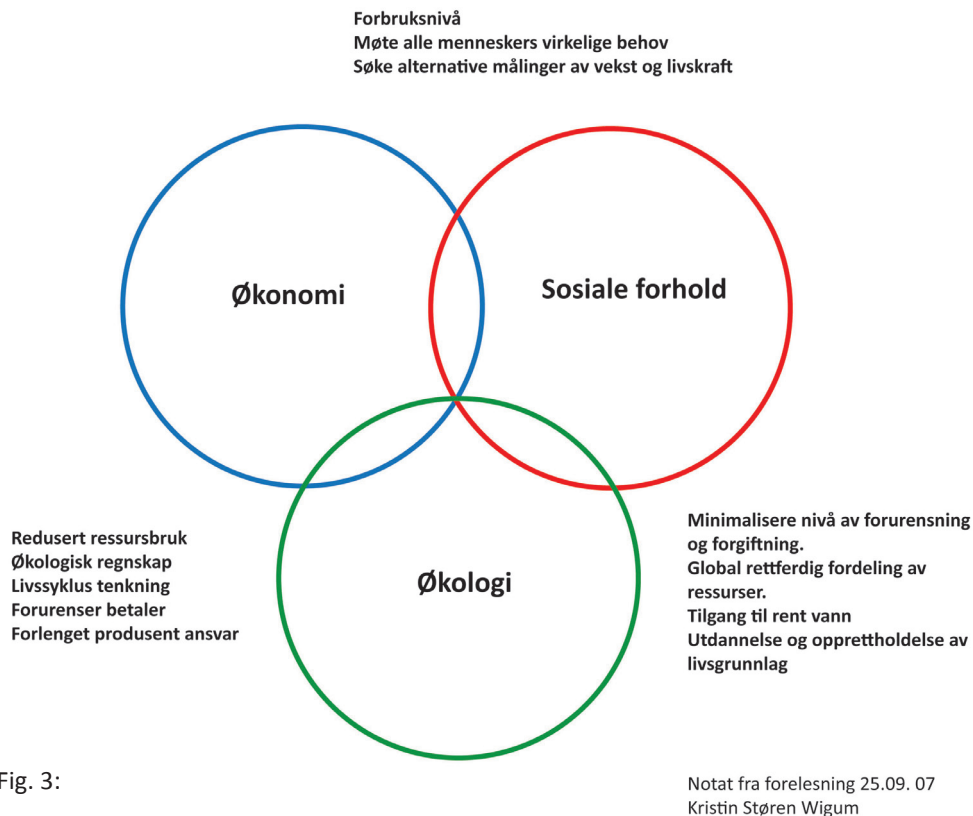 Forbruksnivå
Møte alle menneskers virkelige behov
Søke alternative målinger av vekst og livskraft
Økonomi
Sosiale forhold
Redusert ressursbruk
Økologisk regnskap
Livssyklus tenkning
Forurenser betaler
Forlenget produsent ansvar
Økologi
Minimalisere nivå av forurensning
og forgiftning.
Global rettferdig fordeling av
ressurser.
Tilgang til rent vann
Utdannelse og opprettholdelse av
livsgrunnlag
Fig. 3:
Notat fra forelesning 25.09. 07
Kristin Støren Wigum